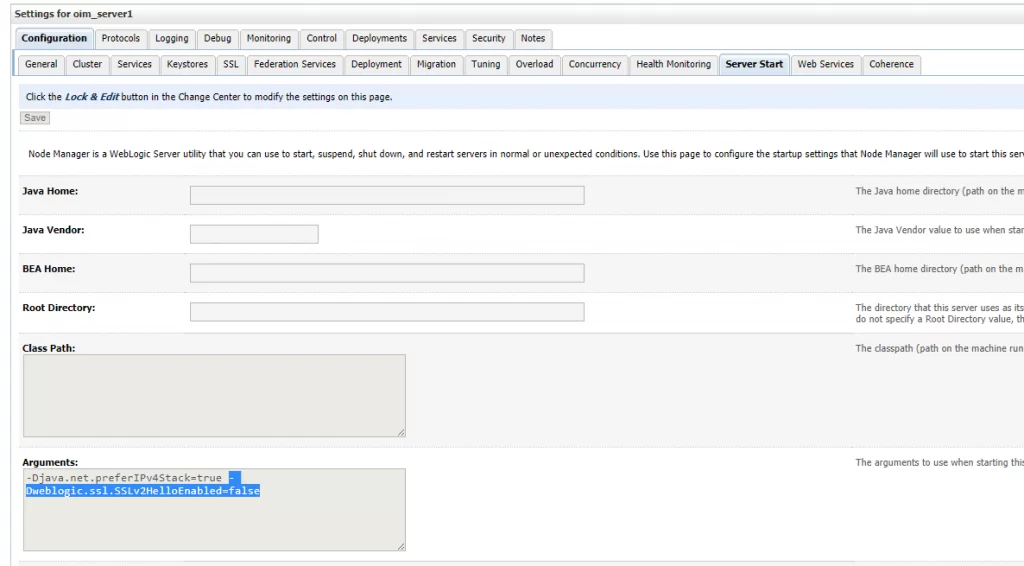 Settings for oim_server1
Configuration Protocols Logging Debug Monitoring Control Deployments Services Security Notes
General Cluster Services Keystores SSL Federation Services Deployment Migration Tuning Overload Concurrency Health Monitoring Server Start Web Services Coherence
Click the Lock & Edit button in the Change Center to modify the settings on this page.
Save
Node Manager is a WebLogic Server utility that you can use to start, suspend, shut down, and restart servers in normal or unexpected conditions. Use this page to configure the startup settings that Node Manager will use to start this
Java Home: The Java home directory (path on the
Java Vendor: The Java Vendor value to use when
BEA Home: The BEA home directory (path on the
Root Directory: The directory that this server uses as its
do not specify a Root Directory value,
Class Path: The classpath (path on the machine
Arguments: The arguments to use when starting
-Djava.net.preferIPv4Stack=true -
Dweblogic.ssl.SSLv2HelloEnabled=false